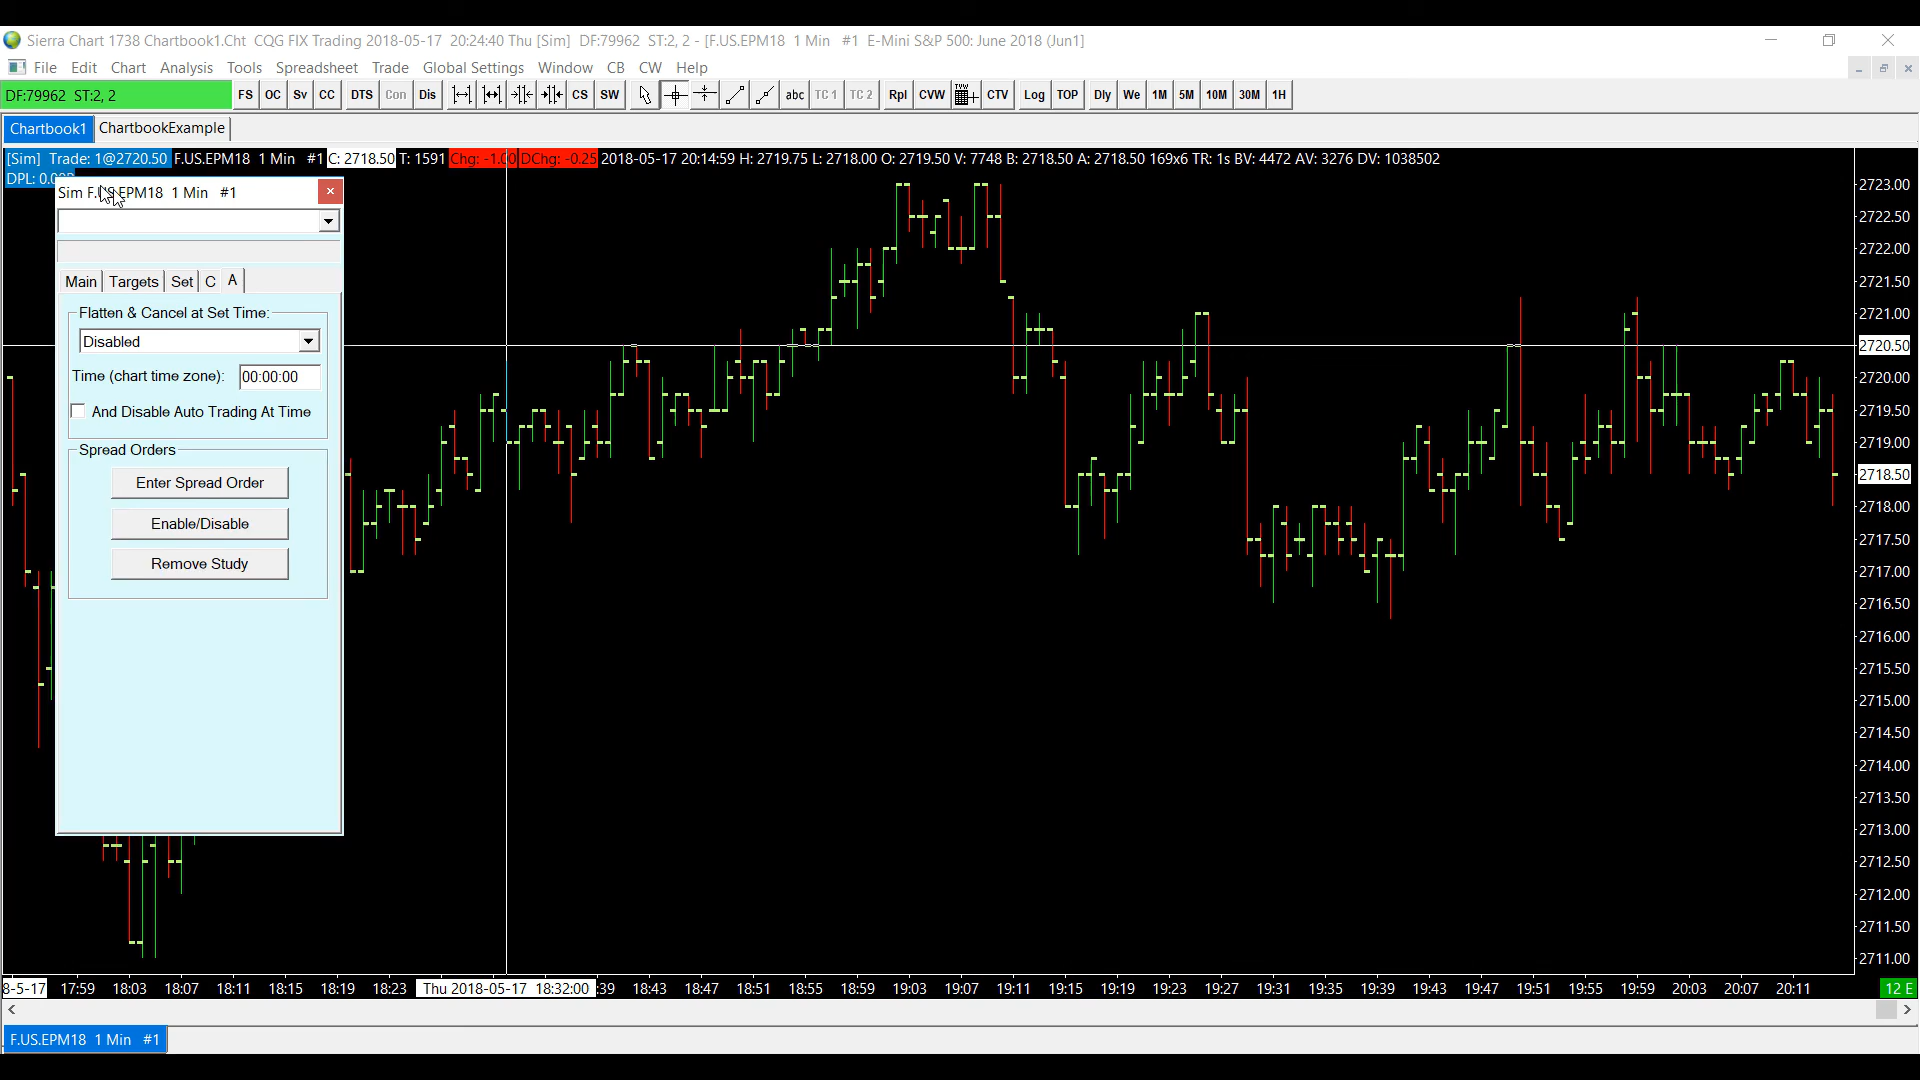 Sierra Chart 1738 Chartbook1.Cht  CQG FIX Trading 2018-05-17  20:24:40 Thu [Sim]  DF:79962  ST:2, 2 - [F.US.EPM18  1 Min  #1  E-Mini S&P 500: June 2018 (Jun1]
File Edit Chart Analysis Tools Spreadsheet Trade Global Settings Window CB CW Help
DF:79962  ST:2, 2 FS OC Sv CC DTS Con Dis CS SW abc TC 1 TC 2 Rpl CVW TVW CTV Log TOP Dly We 1M 5M 10M 30M 1H
Chartbook1 ChartbookExample
[Sim]  Trade: 1@2720.50 F.US.EPM18  1 Min  #1 C: 2718.50 T: 1591 Chg: -1.00 DChg: -0.25 2018-05-17 20:14:59 H: 2719.75 L: 2718.00 O: 2719.50 V: 7748 B: 2718.50 A: 2718.50 169x6 TR: 1s BV: 4472 AV: 3276 DV: 1038502
DPL:
Sim F.US.EPM18  1 Min  #1
Main Targets Set C A
Flatten & Cancel at Set Time:
Disabled
Time (chart time zone): 00:00:00
And Disable Auto Trading At Time
Spread Orders
Enter Spread Order
Enable/Disable
Remove Study
2723.00
2722.50
2722.00
2721.50
2721.00
2720.50
2720.00
2719.50
2719.00
2718.50
2718.00
2717.50
2717.00
2716.50
2716.00
2715.50
2715.00
2714.50
2714.00
2713.50
2713.00
2712.50
2712.00
2711.50
2711.00
8-5-17 17:59 18:03 18:07 18:11 18:15 18:19 18:23 Thu 2018-05-17  18:32:00 :39 18:43 18:47 18:51 18:55 18:59 19:03 19:07 19:11 19:15 19:19 19:23 19:27 19:31 19:35 19:39 19:43 19:47 19:51 19:55 19:59 20:03 20:07 20:11 12 E
F.US.EPM18  1 Min  #1